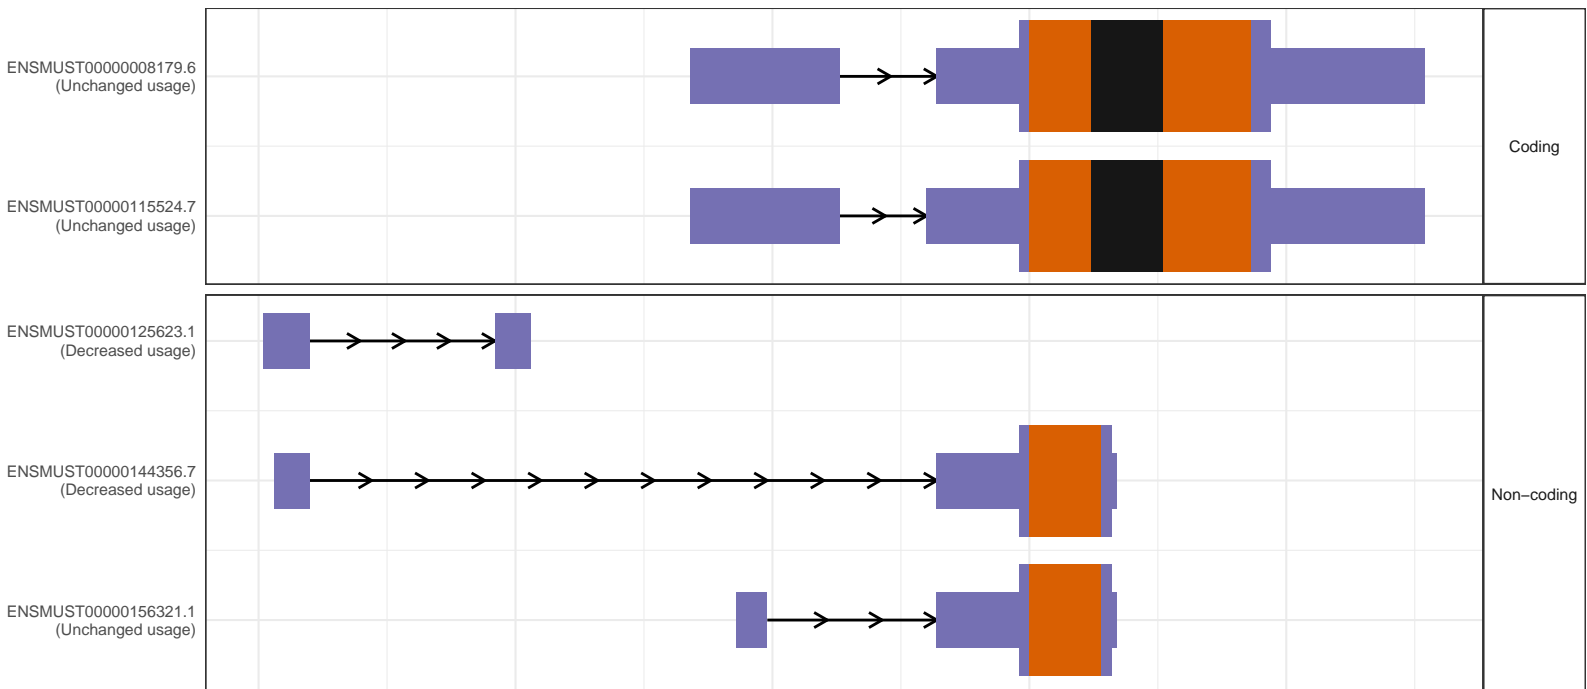 ENSMUST00000008179.6
(Unchanged usage)
ENSMUST00000115524.7
(Unchanged usage)
Coding
ENSMUST00000125623.1
(Decreased usage)
ENSMUST00000144356.7
(Decreased usage)
ENSMUST00000156321.1
(Unchanged usage)
Non−coding